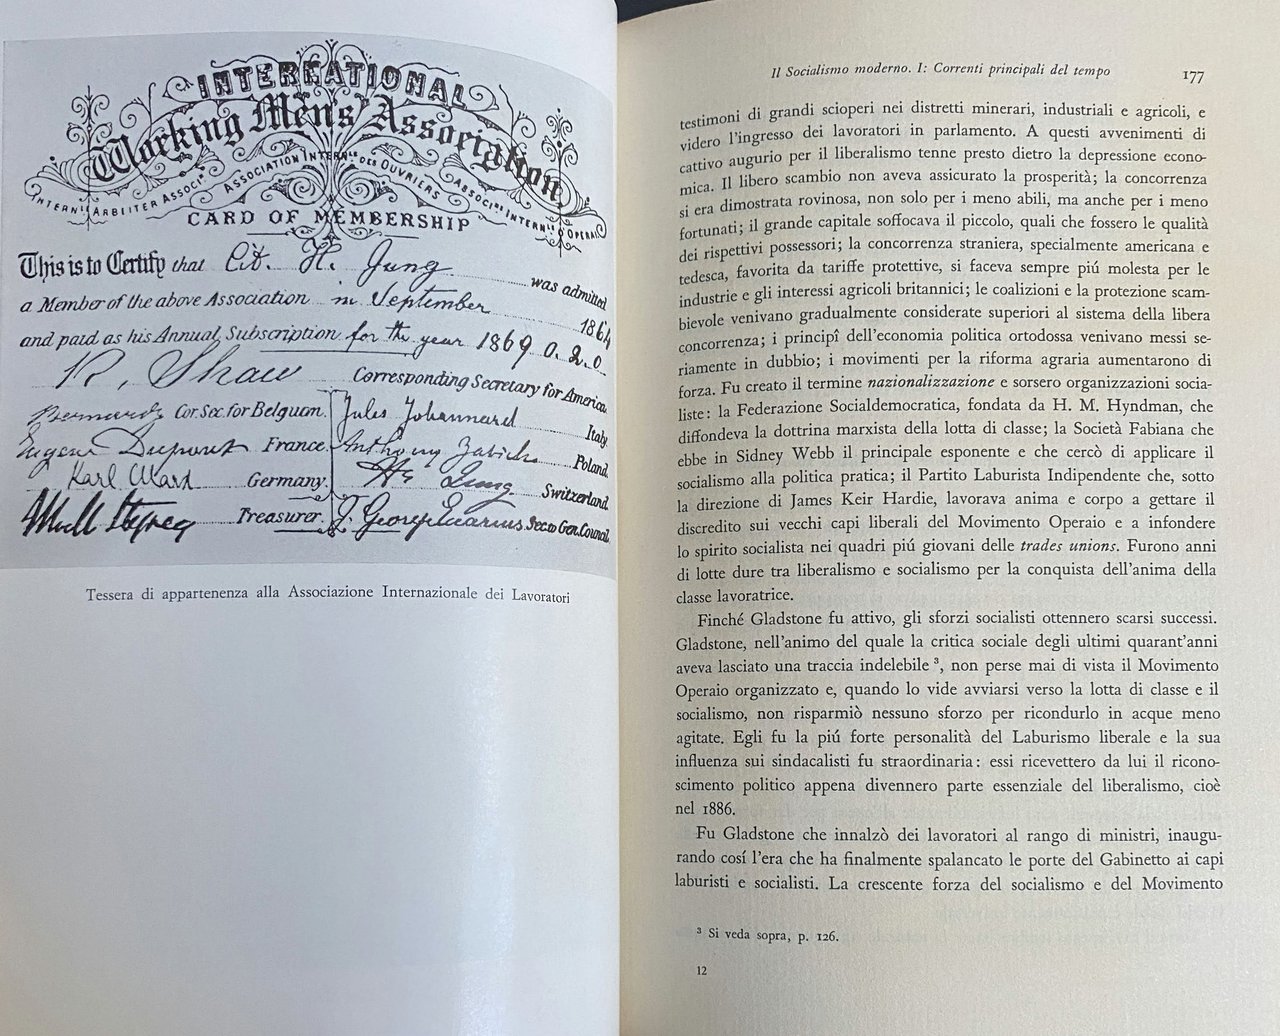 INTERNATIONAL
Working Men's Association
INTERN.LE ARBEITER ASSOCI.N ASSOCIATION INTERN.LE DES OUVRIERS ASSOCI.NE INTERN.LE D'OPERAI
CARD OF MEMBERSHIP
This is to Certify that Cit. H. Jung was admitted
a Member of the above Association in September 1864
and paid as his Annual Subscription for the year 1869 0. 2. 0.
R. Shaw Corresponding Secretary for America
Bernard Cor. Sec. for Belgium. Jules Johannard Italy
Eugene Dupont France. Anthony Zabicki Poland.
Karl Marx Germany. H. Jung Switzerland.
Treasurer. J. George Eccarius Sec. to Gen. Council.
Tessera di appartenenza alla Associazione Internazionale dei Lavoratori
Il Socialismo moderno. I: Correnti principali del tempo 177
testimoni di grandi scioperi nei distretti minerari, industriali e agricoli, e
videro l'ingresso dei lavoratori in parlamento. A questi avvenimenti di
cattivo augurio per il liberalismo tenne presto dietro la depressione econo-
mica. Il libero scambio non aveva assicurato la prosperità; la concorrenza
si era dimostrata rovinosa, non solo per i meno abili, ma anche per i meno
fortunati; il grande capitale soffocava il piccolo, quali che fossero le qualità
dei rispettivi possessori; la concorrenza straniera, specialmente americana e
tedesca, favorita da tariffe protettive, si faceva sempre piú molesta per le
industrie e gli interessi agricoli britannici; le coalizioni e la protezione scam-
bievole venivano gradualmente considerate superiori al sistema della libera
concorrenza; i principî dell'economia politica ortodossa venivano messi se-
riamente in dubbio; i movimenti per la riforma agraria aumentarono di
forza. Fu creato il termine nazionalizzazione e sorsero organizzazioni socia-
liste: la Federazione Socialdemocratica, fondata da H. M. Hyndman, che
diffondeva la dottrina marxista della lotta di classe; la Società Fabiana che
ebbe in Sidney Webb il principale esponente e che cercò di applicare il
socialismo alla politica pratica; il Partito Laburista Indipendente che, sotto
la direzione di James Keir Hardie, lavorava anima e corpo a gettare il
discredito sui vecchi capi liberali del Movimento Operaio e a infondere
lo spirito socialista nei quadri piú giovani delle trades unions. Furono anni
di lotte dure tra liberalismo e socialismo per la conquista dell'anima della
classe lavoratrice.
Finché Gladstone fu attivo, gli sforzi socialisti ottennero scarsi successi.
Gladstone, nell'animo del quale la critica sociale degli ultimi quarant'anni
aveva lasciato una traccia indelebile ³, non perse mai di vista il Movimento
Operaio organizzato e, quando lo vide avviarsi verso la lotta di classe e il
socialismo, non risparmiò nessuno sforzo per ricondurlo in acque meno
agitate. Egli fu la piú forte personalità del Laburismo liberale e la sua
influenza sui sindacalisti fu straordinaria: essi ricevettero da lui il ricono-
scimento politico appena divennero parte essenziale del liberalismo, cioè
nel 1886.
Fu Gladstone che innalzò dei lavoratori al rango di ministri, inaugu-
rando cosí l'era che ha finalmente spalancato le porte del Gabinetto ai capi
laburisti e socialisti. La crescente forza del socialismo e del Movimento
³ Si veda sopra, p. 126.
12